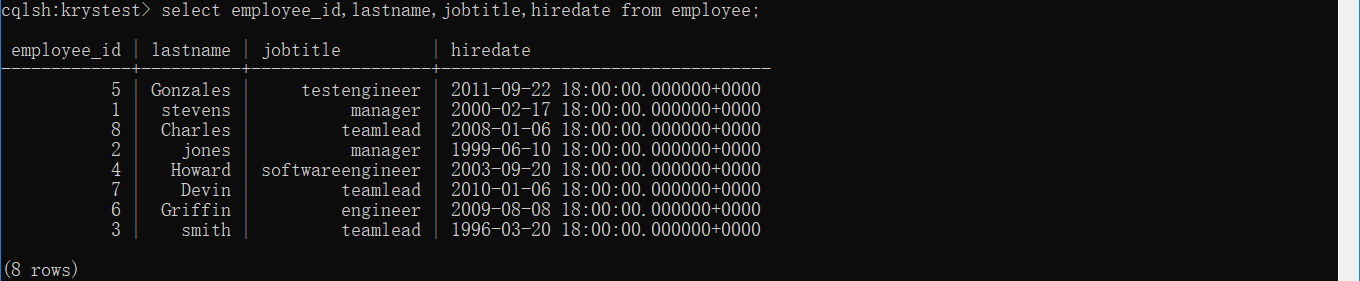 cqlsh:krystest> select employee_id,lastname,jobtitle,hiredate from employee;
employee_id | lastname | jobtitle | hiredate
-------------+----------+------------------+---------------------------------
5 | Gonzales | testengineer | 2011-09-22 18:00:00.000000+0000
1 | stevens | manager | 2000-02-17 18:00:00.000000+0000
8 | Charles | teamlead | 2008-01-06 18:00:00.000000+0000
2 | jones | manager | 1999-06-10 18:00:00.000000+0000
4 | Howard | softwareengineer | 2003-09-20 18:00:00.000000+0000
7 | Devin | teamlead | 2010-01-06 18:00:00.000000+0000
6 | Griffin | engineer | 2009-08-08 18:00:00.000000+0000
3 | smith | teamlead | 1996-03-20 18:00:00.000000+0000
(8 rows)